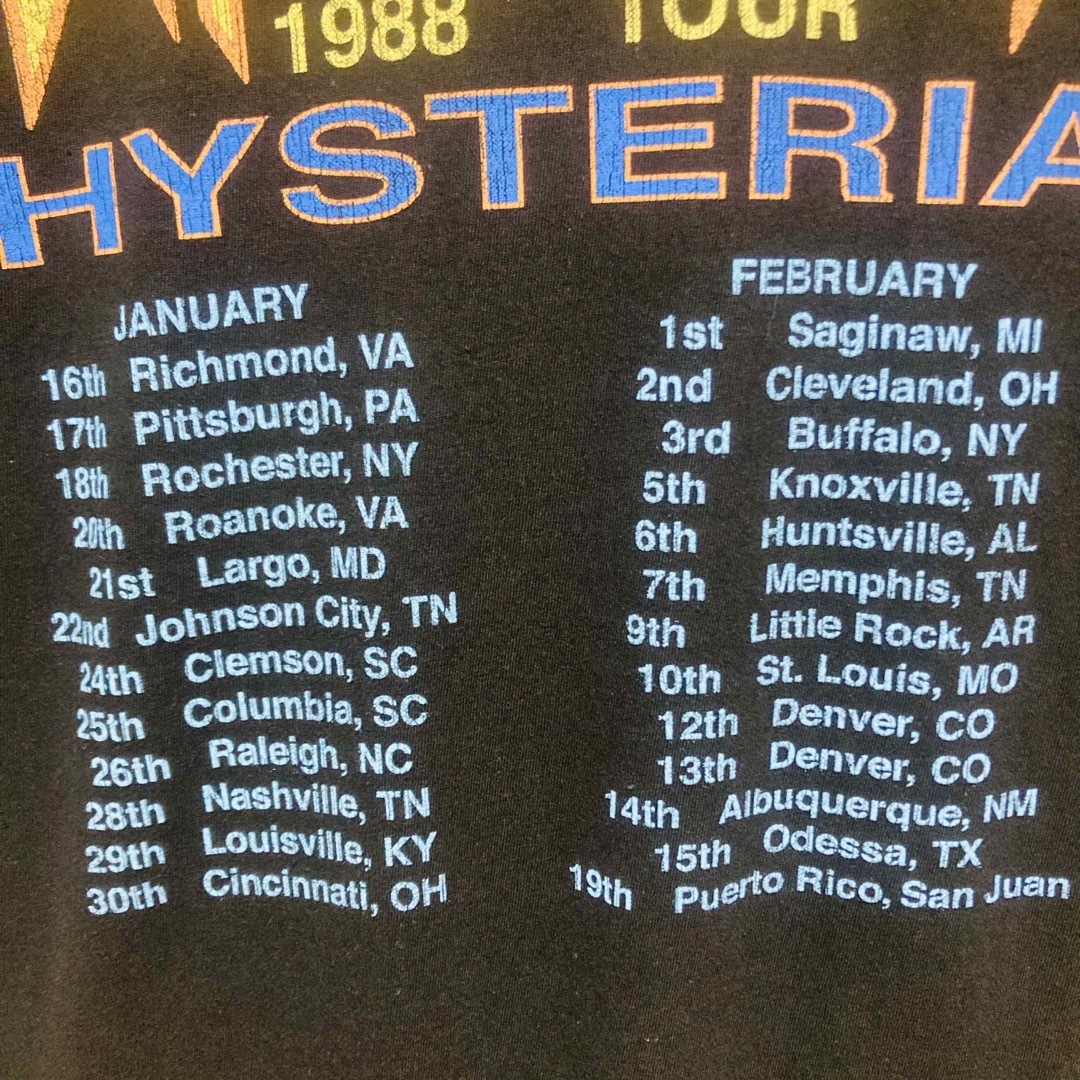 1988 TOUR
HYSTERIA
JANUARY
16th Richmond, VA
17th Pittsburgh, PA
18th Rochester, NY
20th Roanoke, VA
21st Largo, MD
22nd Johnson City, TN
24th Clemson, SC
25th Columbia, SC
26th Raleigh, NC
28th Nashville, TN
29th Louisville, KY
30th Cincinnati, OH
FEBRUARY
1st Saginaw, MI
2nd Cleveland, OH
3rd Buffalo, NY
5th Knoxville, TN
6th Huntsville, AL
7th Memphis, TN
9th Little Rock, AR
10th St. Louis, MO
12th Denver, CO
13th Denver, CO
14th Albuquerque, NM
15th Odessa, TX
19th Puerto Rico, San Juan